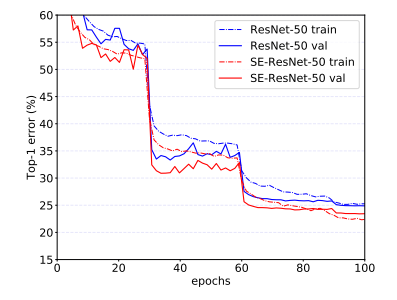 60
55
50
45
40
35
30
25
20
15
Top-1 error (%)
ResNet-50 train
ResNet-50 val
SE-ResNet-50 train
SE-ResNet-50 val
0 20 40 60 80 100
epochs